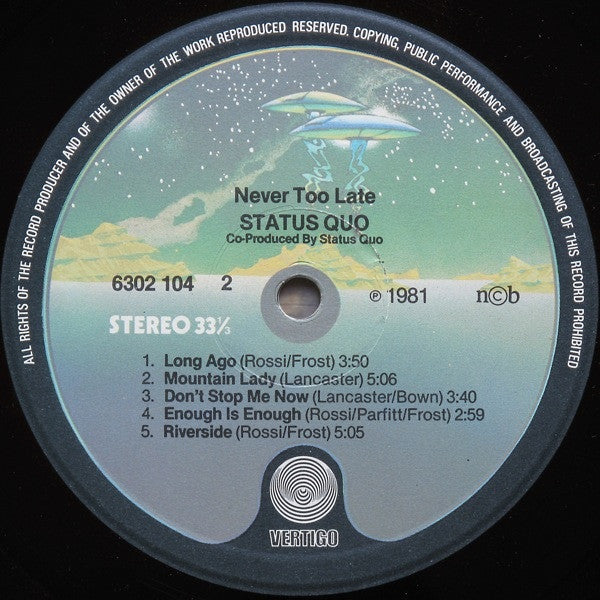 ALL RIGHTS OF THE RECORD PRODUCER AND OF THE OWNER OF THE WORK REPRODUCED RESERVED. COPYING, PUBLIC PERFORMANCE AND BROADCASTING OF THIS RECORD PROHIBITED
Never Too Late
STATUS QUO
Co-Produced By Status Quo
6302 104 2 ℗ 1981 n©b
STEREO 33⅓
1. Long Ago (Rossi/Frost) 3:50
2. Mountain Lady (Lancaster) 5:06
3. Don't Stop Me Now (Lancaster/Bown) 3:40
4. Enough Is Enough (Rossi/Parfitt/Frost) 2:59
5. Riverside (Rossi/Frost) 5:05
VERTIGO